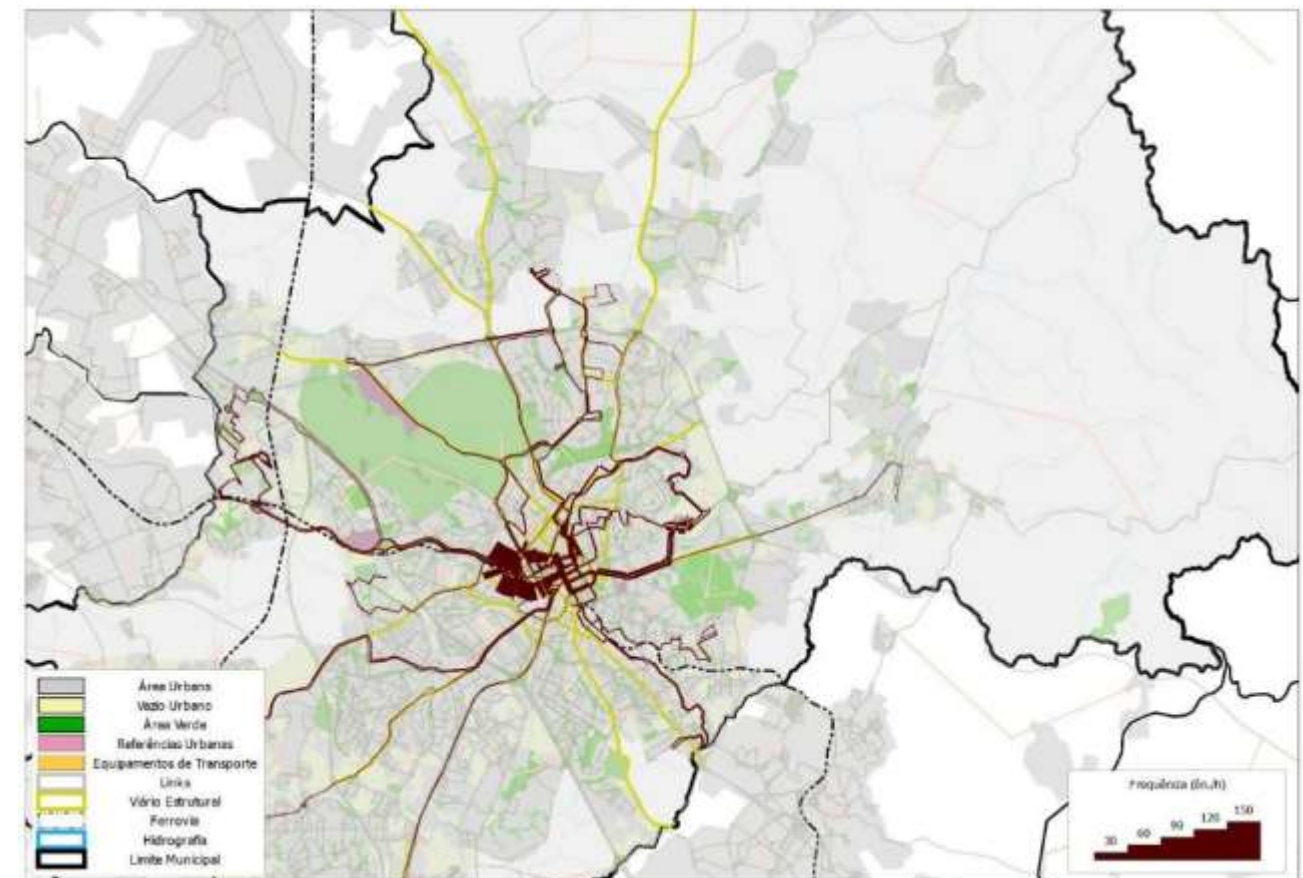 Área Urbana
Vazio Urbano
Área Verde
Referências Urbanas
Equipamentos de Transporte
Links
Viário Estrutural
Ferrovia
Hidrografia
Limite Municipal
Frequência (ôn./h)
30 60 90 120 150